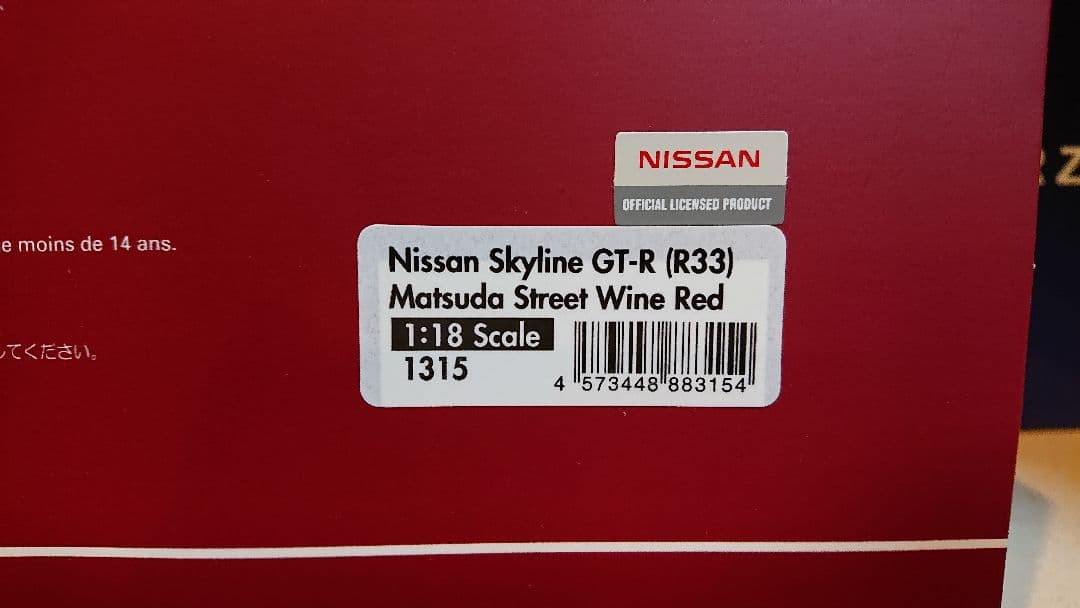 NISSAN
OFFICIAL LICENSED PRODUCT
e moins de 14 ans.
Nissan Skyline GT-R (R33)
Matsuda Street Wine Red
1:18 Scale
1315
4 573448 883154
てください。
Z